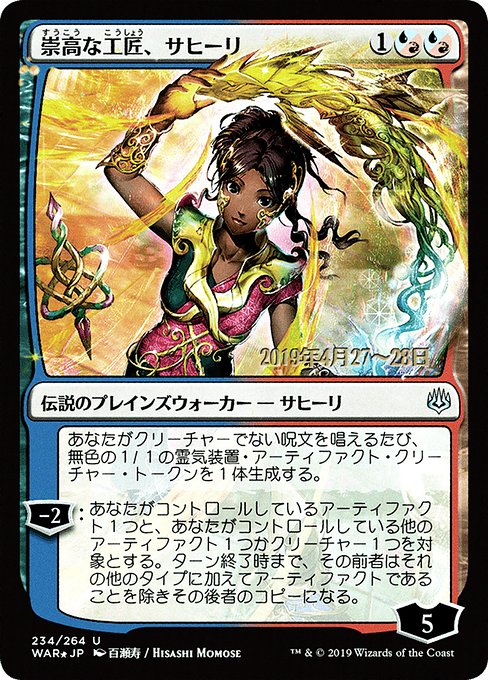 すうこう こうしょう
崇高な工匠、サヒーリ 1
2019年4月27~28日
伝説のプレインズウォーカー — サヒーリ
あなたがクリーチャーでない呪文を唱えるたび、
無色の1/1の霊気装置・アーティファクト・クリー
チャー・トークンを1体生成する。
-2:あなたがコントロールしているアーティファク
ト1つと、あなたがコントロールしている他の
アーティファクト1つかクリーチャー1つを対
象とする。ターン終了時まで、その前者はそれ
の他のタイプに加えてアーティファクトであるこ
とを除きその後者のコピーになる。
5
234/264 U
WAR★JP 百瀬寿/HISASHI MOMOSE
™ & © 2019 Wizards of the Coast